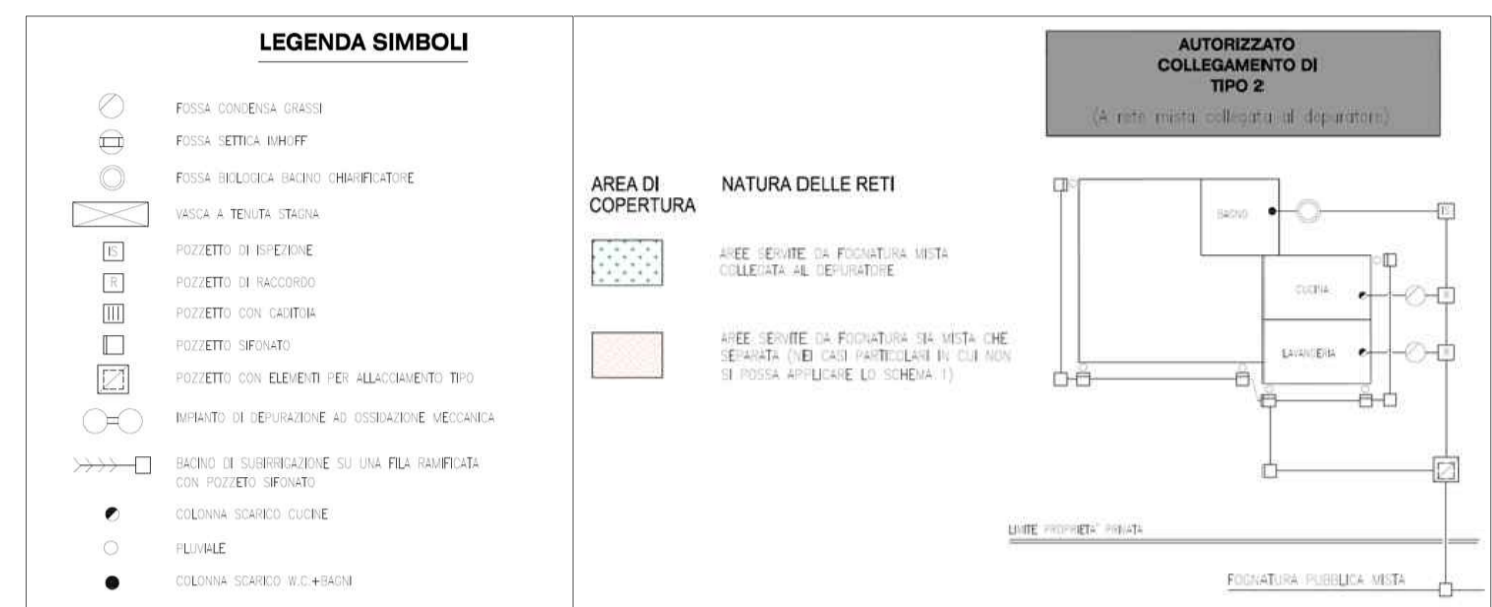 LEGENDA SIMBOLI
FOSSA CONDENSA GRASSI
FOSSA SETTICA IMHOFF
FOSSA BIOLOGICA BACINO CHIARIFICATORE
VASCA A TENUTA STAGNA
IS
POZZETTO DI ISPEZIONE
R
POZZETTO DI RACCORDO
POZZETTO CON CADITOIA
POZZETTO SIFONATO
POZZETTO CON ELEMENTI PER ALLACCIAMENTO TIPO
IMPIANTO DI DEPURAZIONE AD OSSIDAZIONE MECCANICA
BACINO DI SUBIRRIGAZIONE SU UNA FILA RAMIFICATA
CON POZZETO SIFONATO
COLONNA SCARICO CUCINE
PLUVIALE
COLONNA SCARICO W.C.+BAGNI
AREA DI
COPERTURA
NATURA DELLE RETI
AREE SERVITE DA FOGNATURA MISTA
COLLEGATA AL DEPURATORE
AREE SERVITE DA FOGNATURA SIA MISTA CHE
SEPARATA (NEI CASI PARTICOLARI IN CUI NON
SI POSSA APPLICARE LO SCHEMA 1)
AUTORIZZATO
COLLEGAMENTO DI
TIPO 2
(A rete mista collegata al depuratore)
BAGNO
IS
CUCINA
R
LAVANDERIA
R
LIMITE PROPRIETA' PRIVATA
FOGNATURA PUBBLICA MISTA